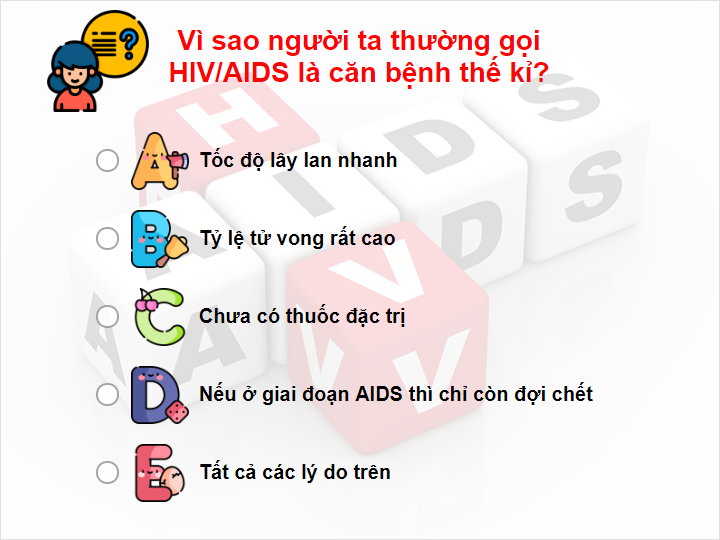 Vì sao người ta thường gọi
HIV/AIDS là căn bệnh thế kỉ?
A Tốc độ lây lan nhanh
B Tỷ lệ tử vong rất cao
C Chưa có thuốc đặc trị
D Nếu ở giai đoạn AIDS thì chỉ còn đợi chết
E Tất cả các lý do trên
H
A I D S
V D S
H A V V